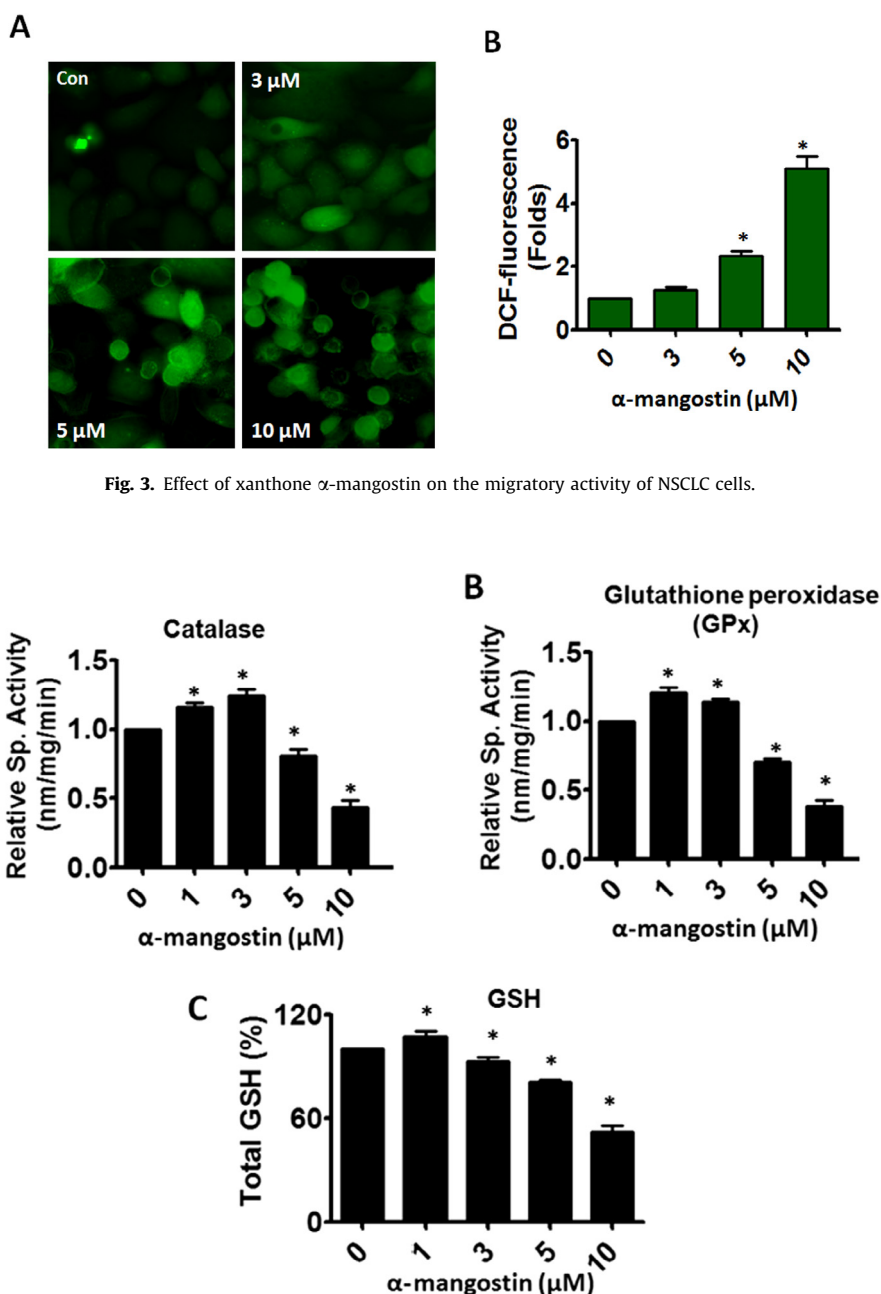 A
Con
3 µM
5 µM
10 µM
B
DCF-fluorescence
(Folds)
6
4
2
0
*
*
0 3 5 10
α-mangostin (µM)
Fig. 3. Effect of xanthone α-mangostin on the migratory activity of NSCLC cells.
Catalase
Relative Sp. Activity
(nm/mg/min)
1.5
1.0
0.5
0.0
* * * *
0 1 3 5 10
α-mangostin (µM)
B
Glutathione peroxidase
(GPx)
Relative Sp. Activity
(nm/mg/min)
1.5
1.0
0.5
0.0
* * * *
0 1 3 5 10
α-mangostin (µM)
C
GSH
Total GSH (%)
120
60
0
* * * *
0 1 3 5 10
α-mangostin (µM)